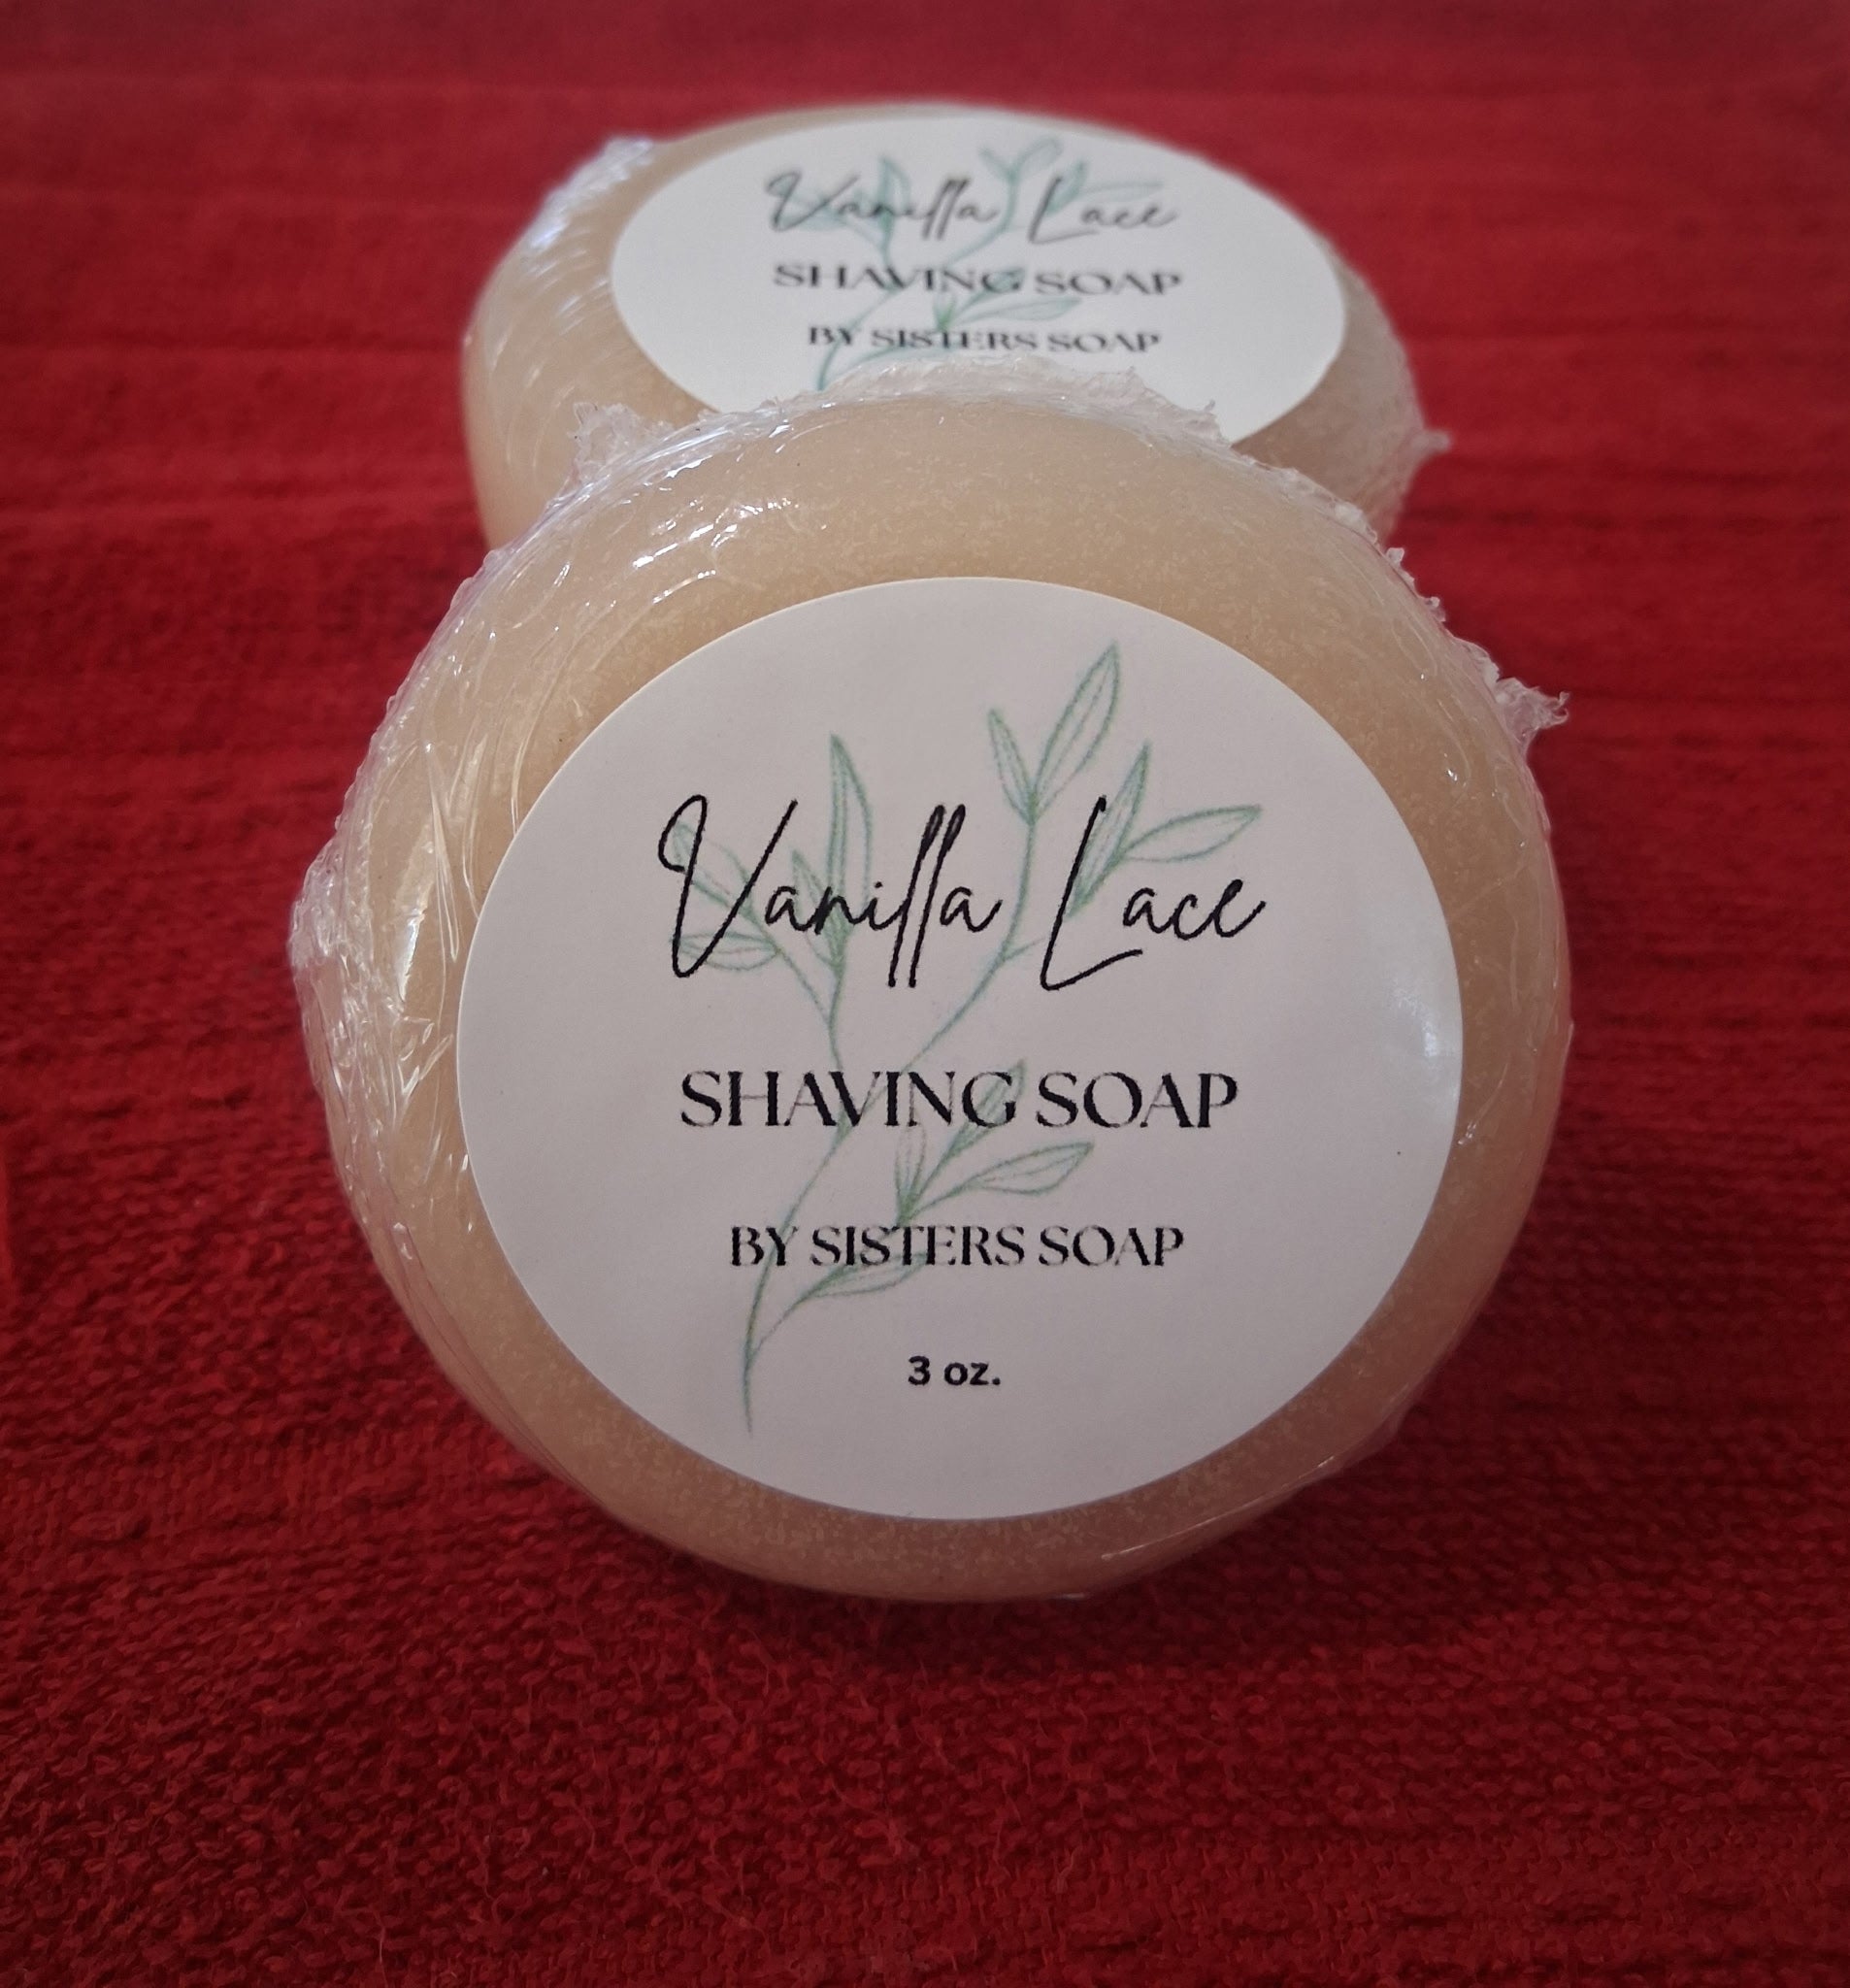 Vanilla Lace
SHAVING SOAP
BY SISTERS SOAP
Vanilla Lace
SHAVING SOAP
BY SISTERS SOAP
3 oz.